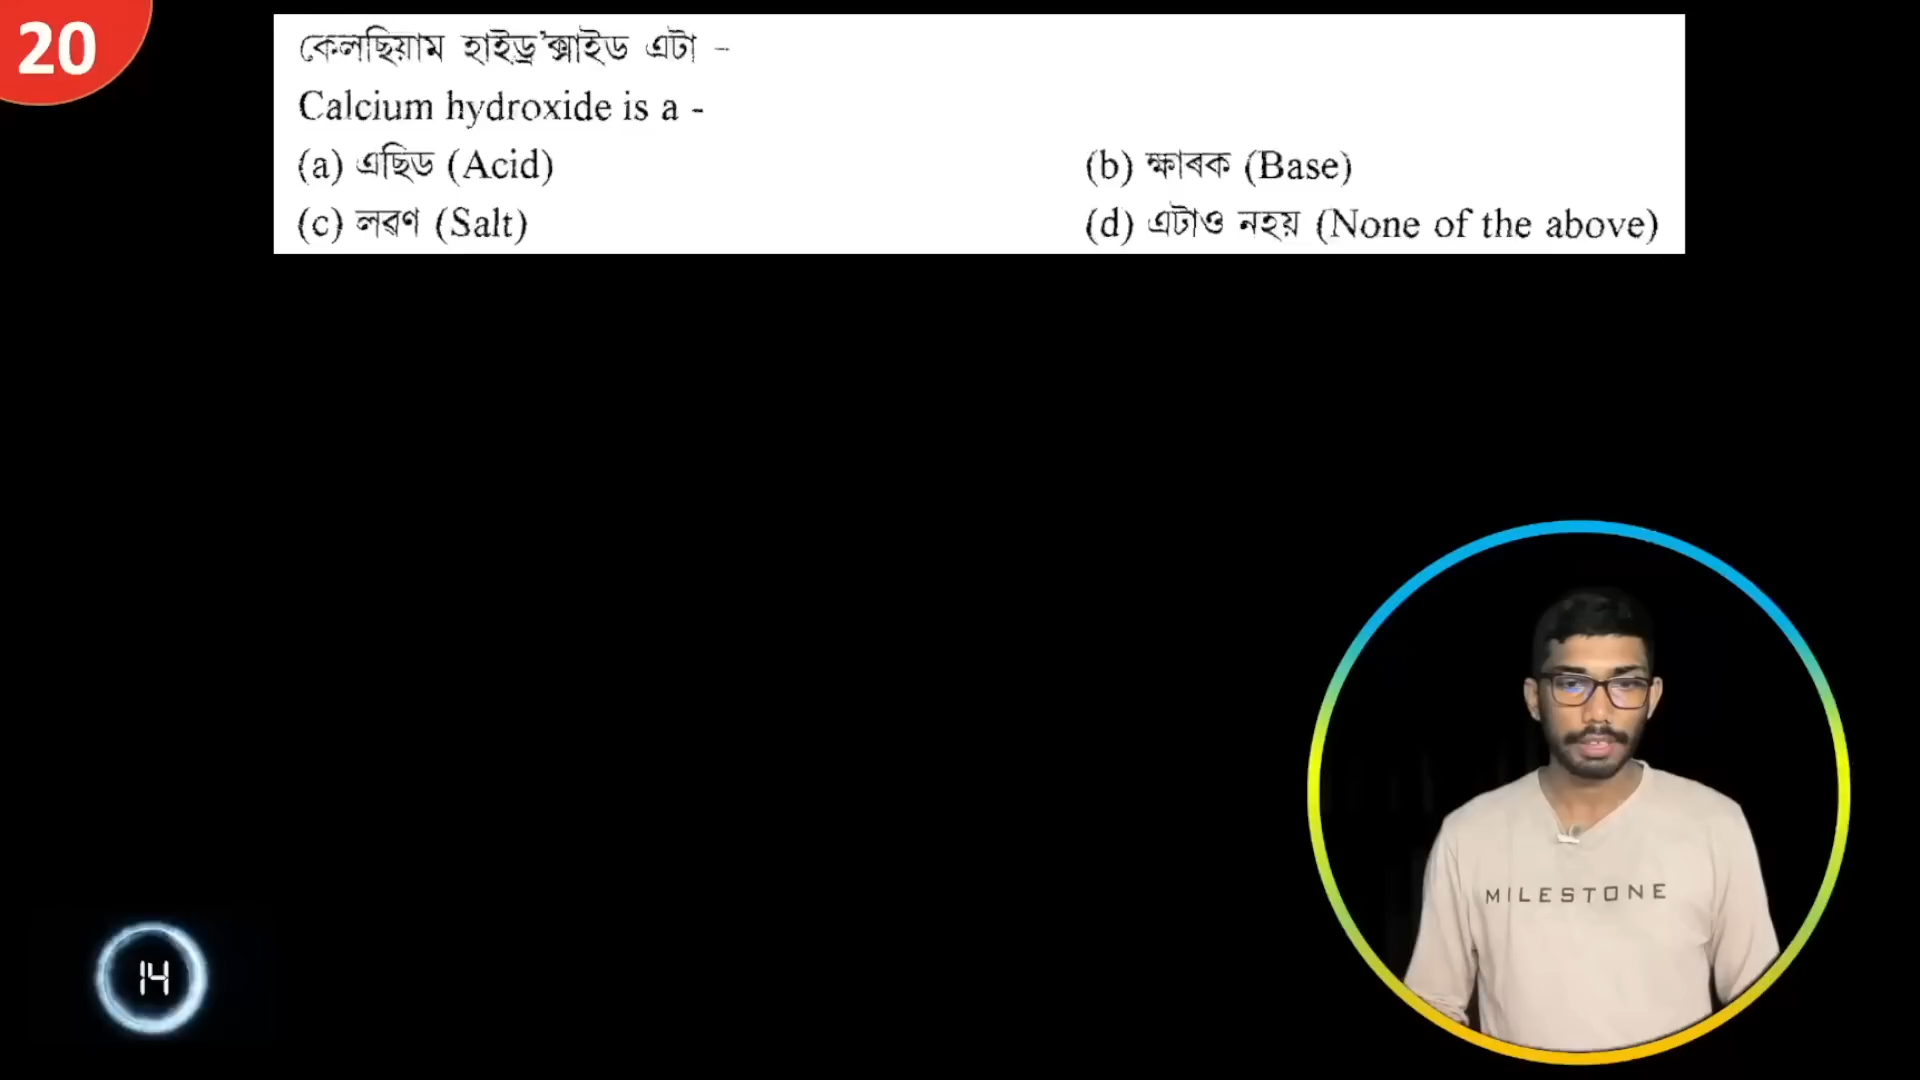 20
কেলছিয়াম হাইড্ৰ'ক্সাইড এটা -
Calcium hydroxide is a -
(a) এছিড (Acid)
(b) ক্ষাৰক (Base)
(c) লৱণ (Salt)
(d) এটাও নহয় (None of the above)
MILESTONE
14